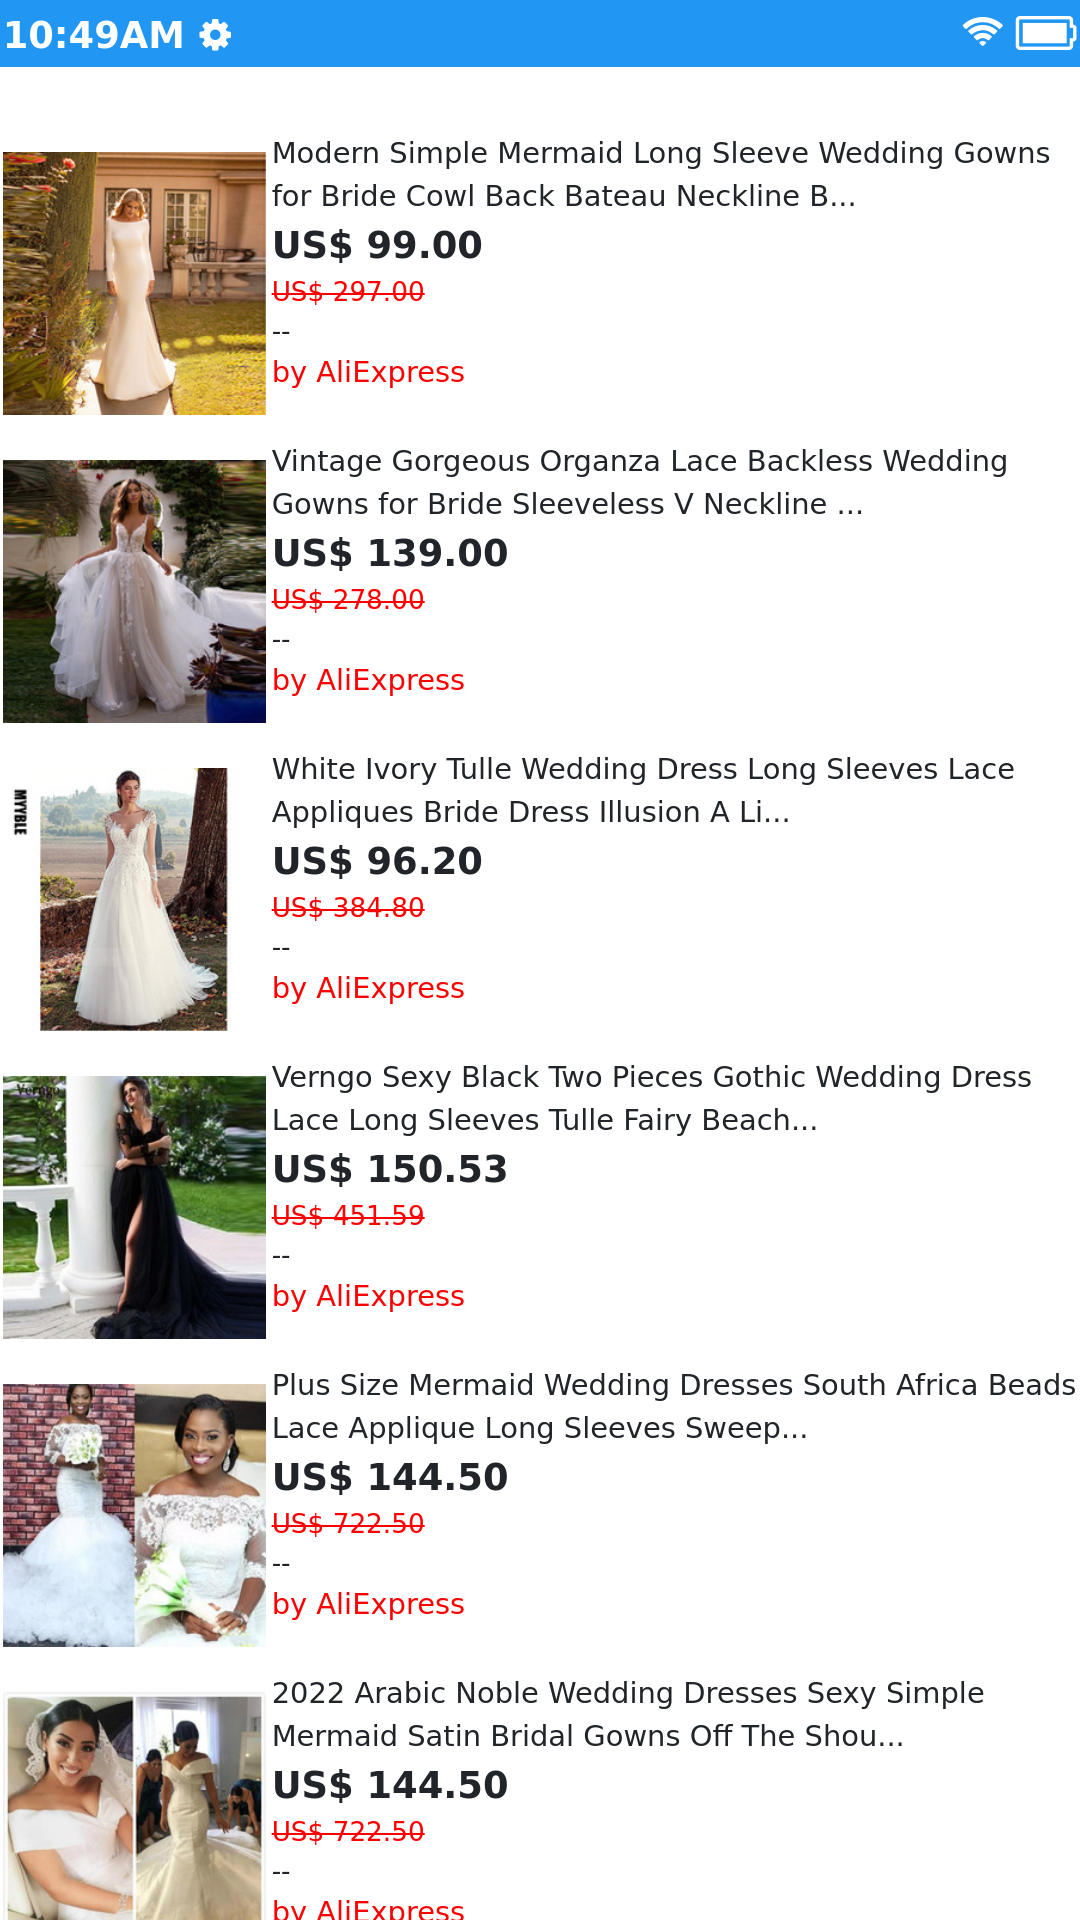 10:49AM
Modern Simple Mermaid Long Sleeve Wedding Gowns
for Bride Cowl Back Bateau Neckline B...
US$ 99.00
US$ 297.00
--
by AliExpress
Vintage Gorgeous Organza Lace Backless Wedding
Gowns for Bride Sleeveless V Neckline ...
US$ 139.00
US$ 278.00
--
by AliExpress
MYYBLE
White Ivory Tulle Wedding Dress Long Sleeves Lace
Appliques Bride Dress Illusion A Li...
US$ 96.20
US$ 384.80
--
by AliExpress
Verngo
Verngo Sexy Black Two Pieces Gothic Wedding Dress
Lace Long Sleeves Tulle Fairy Beach...
US$ 150.53
US$ 451.59
--
by AliExpress
Plus Size Mermaid Wedding Dresses South Africa Beads
Lace Applique Long Sleeves Sweep...
US$ 144.50
US$ 722.50
--
by AliExpress
2022 Arabic Noble Wedding Dresses Sexy Simple
Mermaid Satin Bridal Gowns Off The Shou...
US$ 144.50
US$ 722.50
--
by AliExpress